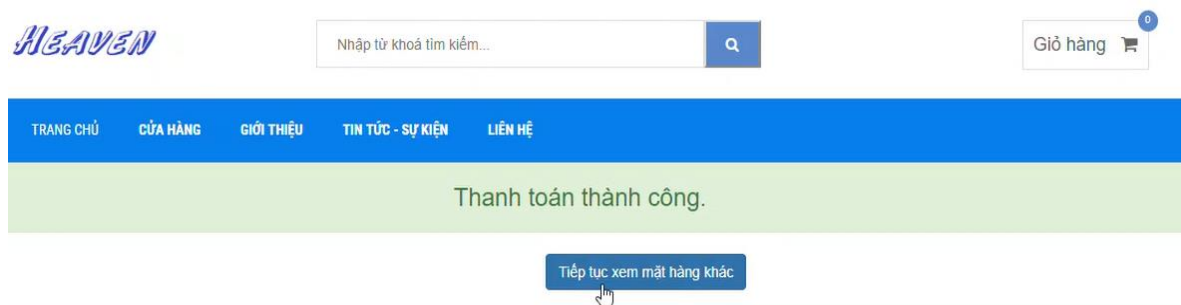 HEAVEN
Nhập từ khoá tìm kiếm...
Giỏ hàng
0
TRANG CHỦ CỬA HÀNG GIỚI THIỆU TIN TỨC - SỰ KIỆN LIÊN HỆ
Thanh toán thành công.
Tiếp tục xem mặt hàng khác